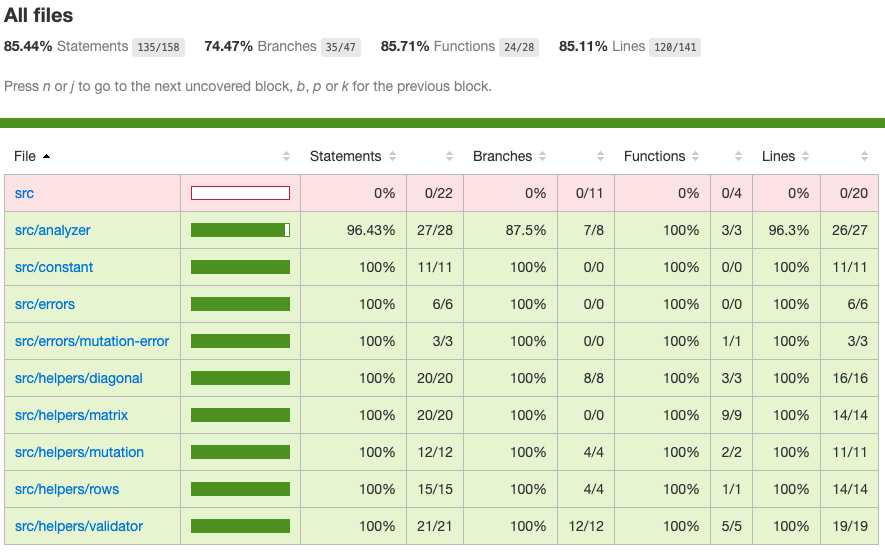 All files
85.44% Statements 135/158 74.47% Branches 35/47 85.71% Functions 24/28 85.11% Lines 120/141
Press n or j to go to the next uncovered block, b, p or k for the previous block.
File Statements Branches Functions Lines
src 0% 0/22 0% 0/11 0% 0/4 0% 0/20
src/analyzer 96.43% 27/28 87.5% 7/8 100% 3/3 96.3% 26/27
src/constant 100% 11/11 100% 0/0 100% 0/0 100% 11/11
src/errors 100% 6/6 100% 0/0 100% 0/0 100% 6/6
src/errors/mutation-error 100% 3/3 100% 0/0 100% 1/1 100% 3/3
src/helpers/diagonal 100% 20/20 100% 8/8 100% 3/3 100% 16/16
src/helpers/matrix 100% 20/20 100% 0/0 100% 9/9 100% 14/14
src/helpers/mutation 100% 12/12 100% 4/4 100% 2/2 100% 11/11
src/helpers/rows 100% 15/15 100% 4/4 100% 1/1 100% 14/14
src/helpers/validator 100% 21/21 100% 12/12 100% 5/5 100% 19/19